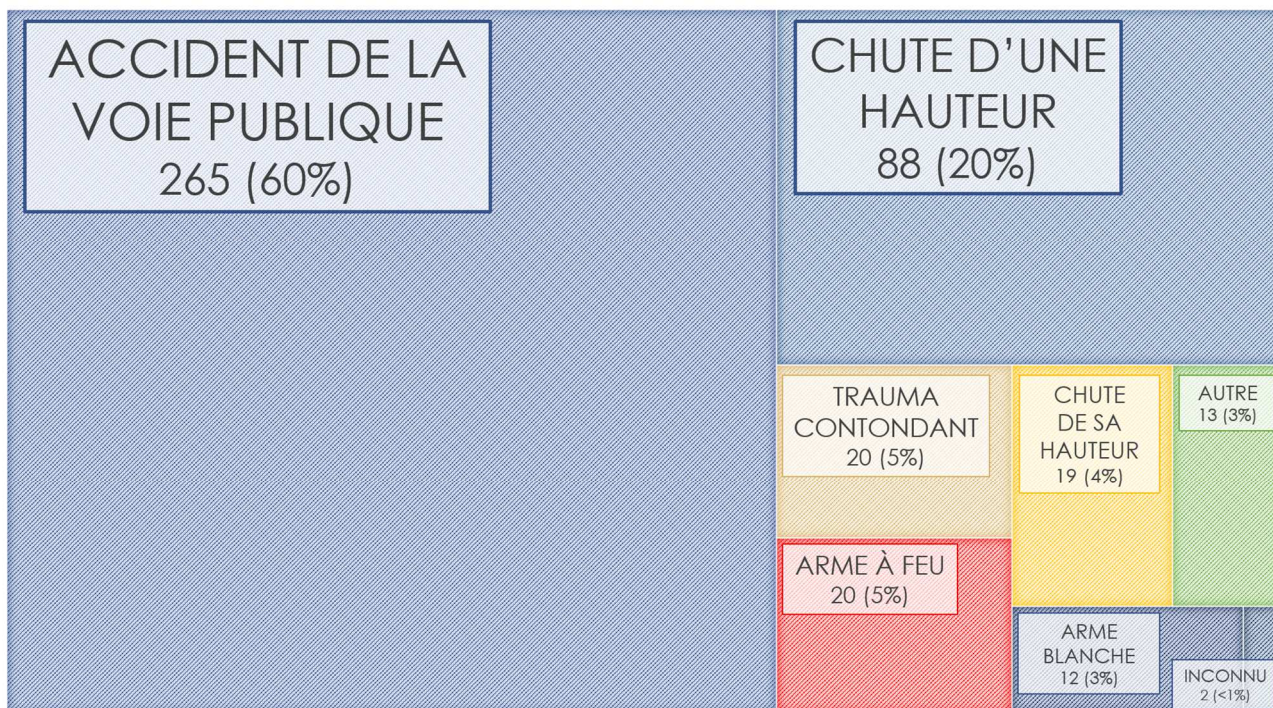 ACCIDENT DE LA
VOIE PUBLIQUE
265 (60%)
CHUTE D’UNE
HAUTEUR
88 (20%)
TRAUMA
CONTONDANT
20 (5%)
CHUTE
DE SA
HAUTEUR
19 (4%)
AUTRE
13 (3%)
ARME À FEU
20 (5%)
ARME
BLANCHE
12 (3%)
INCONNU
2 (<1%)